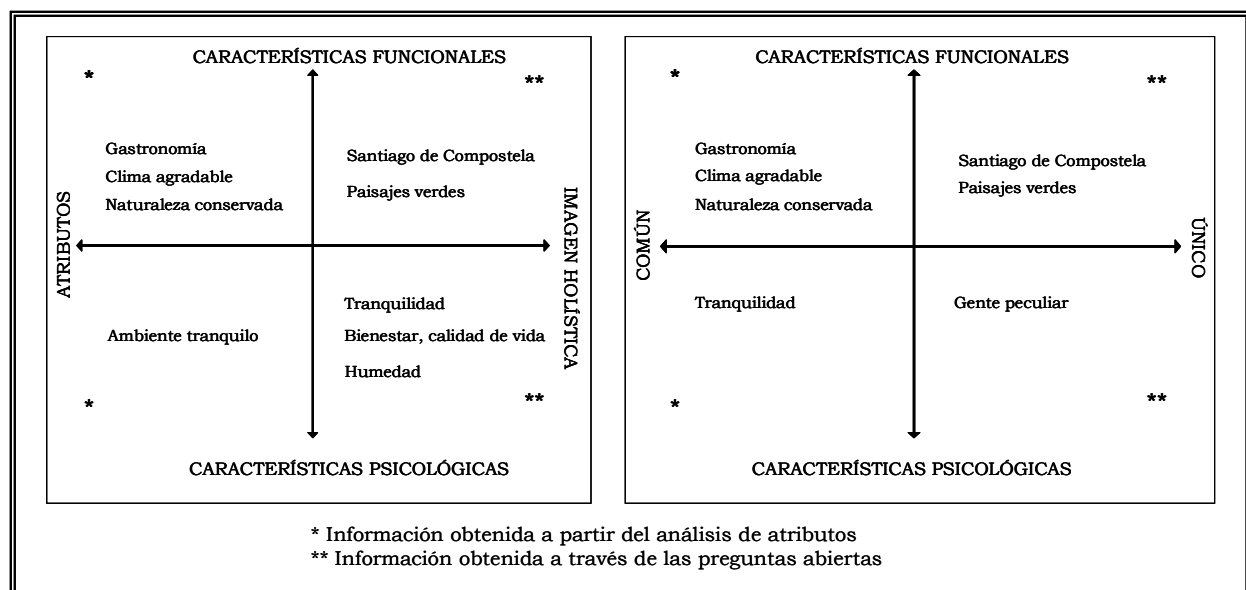 CARACTERÍSTICAS FUNCIONALES
*
**
Gastronomía
Clima agradable
Naturaleza conservada
Santiago de Compostela
Paisajes verdes
ATRIBUTOS
IMAGEN HOLÍSTICA
Ambiente tranquilo
Tranquilidad
Bienestar, calidad de vida
Humedad
*
**
CARACTERÍSTICAS PSICOLÓGICAS
CARACTERÍSTICAS FUNCIONALES
*
**
Gastronomía
Clima agradable
Naturaleza conservada
Santiago de Compostela
Paisajes verdes
COMÚN
ÚNICO
Tranquilidad
Gente peculiar
*
**
CARACTERÍSTICAS PSICOLÓGICAS
* Información obtenida a partir del análisis de atributos
** Información obtenida a través de las preguntas abiertas